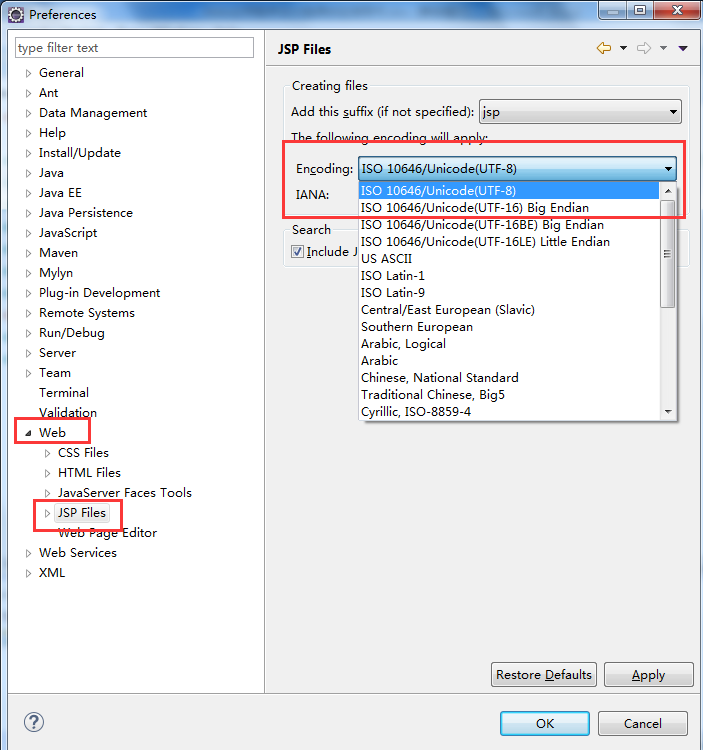 Preferences
type filter text
General
Ant
Data Management
Help
Install/Update
Java
Java EE
Java Persistence
JavaScript
Maven
Mylyn
Plug-in Development
Remote Systems
Run/Debug
Server
Team
Terminal
Validation
Web
CSS Files
HTML Files
JavaServer Faces Tools
JSP Files
Web Page Editor
Web Services
XML
JSP Files
Creating files
Add this suffix (if not specified): jsp
The following encoding will apply:
Encoding: ISO 10646/Unicode(UTF-8)
IANA:
ISO 10646/Unicode(UTF-8)
ISO 10646/Unicode(UTF-16) Big Endian
ISO 10646/Unicode(UTF-16BE) Big Endian
ISO 10646/Unicode(UTF-16LE) Little Endian
US ASCII
ISO Latin-1
ISO Latin-9
Central/East European (Slavic)
Southern European
Arabic, Logical
Arabic
Chinese, National Standard
Traditional Chinese, Big5
Cyrillic, ISO-8859-4
Search
Include J
Restore Defaults
Apply
?
OK
Cancel